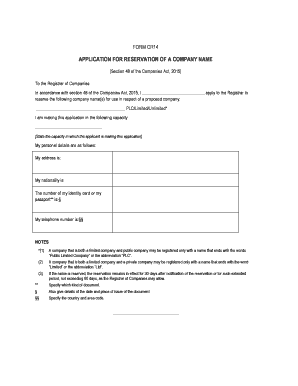 FORM CR14
APPLICATION FOR RESERVATION OF A COMPANY NAME
[Section 48 of the Companies Act, 2015]
To the Registrar of Companies
In accordance with section 48 of the Companies Act, 2015, I ______________________ apply to the Registrar to
reserve the following company name(s) for use in respect of a proposed company:
______________________________ PLC/Limited/Unlimited*
I am making this application in the following capacity
______________________
[State the capacity in which the applicant is making this application]
My personal details are as follows:
My address is:
My nationality is
The number of my identity card or my
passport** is §
My telephone number is §§
NOTES
*(1) A company that is both a limited company and public company may be registered only with a name that ends with the words
"Public Limited Company" or the abbreviation "PLC".
(2) A company that is both a limited company and a private company may be registered only with a name that ends with the word
"Limited" or the abbreviation "Ltd".
(3) If the name is reserved, the reservation remains in effect for 30 days after notification of the reservation or for such extended
period, not exceeding 30 days, as the Registrar of Companies may allow.
** Specify which kind of document.
§ Also give details of the date and place of issue of the document
§§ Specify the country and area code.